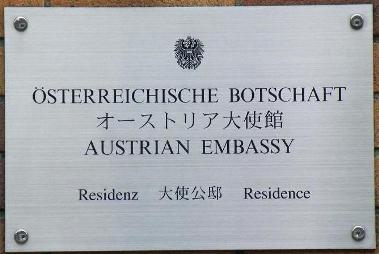 ÖSTERREICHISCHE BOTSCHAFT
オーストリア大使館
AUSTRIAN EMBASSY
Residenz 大使公邸 Residence